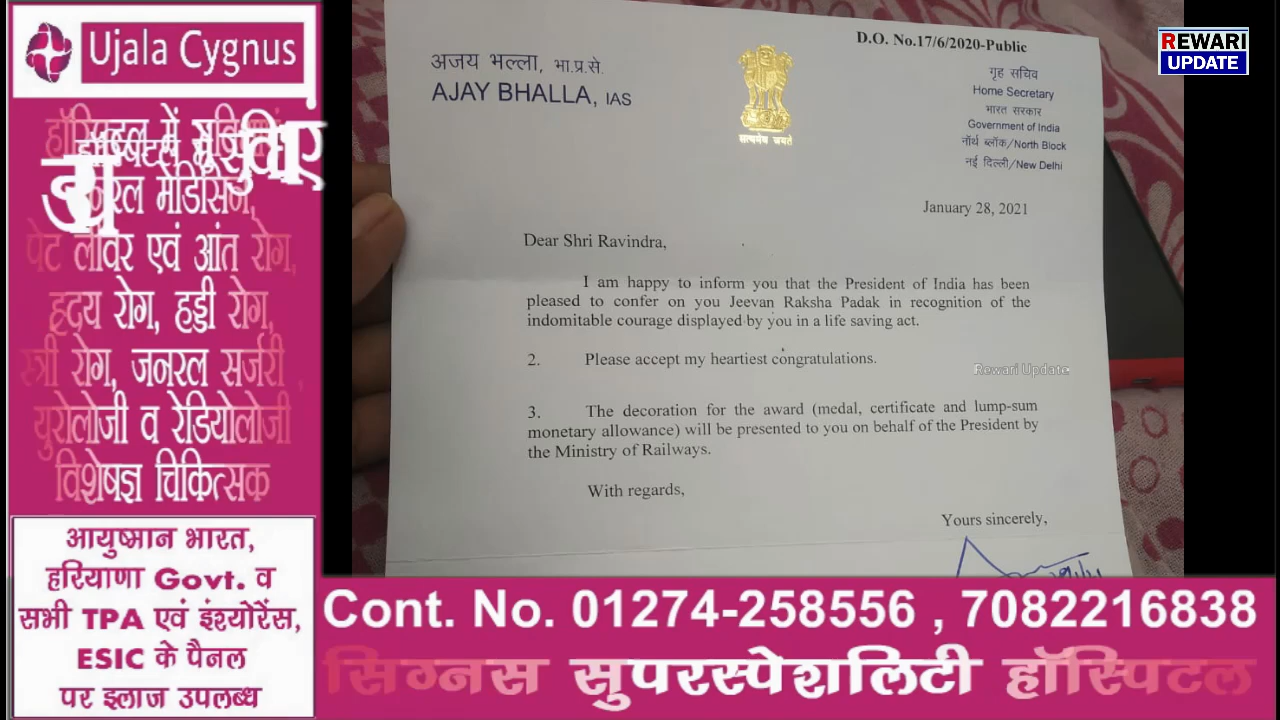 Ujala Cygnus
जनरल मेडिसिन,
पेट लीवर एवं आंत रोग,
हृदय रोग, हड्डी रोग,
स्त्री रोग, जनरल सर्जरी ,
युरोलोजी व रेडियोलोजी
विशेषज्ञ चिकित्सक
आयुष्मान भारत,
हरियाणा Govt. व
सभी TPA एवं इंश्योरेंस,
ESIC के पैनल
पर इलाज उपलब्ध
अजय भल्ला, भा.प्र.से.
AJAY BHALLA, IAS
सत्यमेव जयते
D.O. No.17/6/2020-Public
गृह सचिव
Home Secretary
भारत सरकार
Government of India
नॉर्थ ब्लॉक/North Block
नई दिल्ली/New Delhi
REWARI
UPDATE
January 28, 2021
Dear Shri Ravindra,
I am happy to inform you that the President of India has been
pleased to confer on you Jeevan Raksha Padak in recognition of the
indomitable courage displayed by you in a life saving act.
2. Please accept my heartiest congratulations.
Rewari Update
3. The decoration for the award (medal, certificate and lump-sum
monetary allowance) will be presented to you on behalf of the President by
the Ministry of Railways.
With regards,
Yours sincerely,
Cont. No. 01274-258556 , 7082216838
सिग्नस सुपरस्पेशलिटी हॉस्पिटल